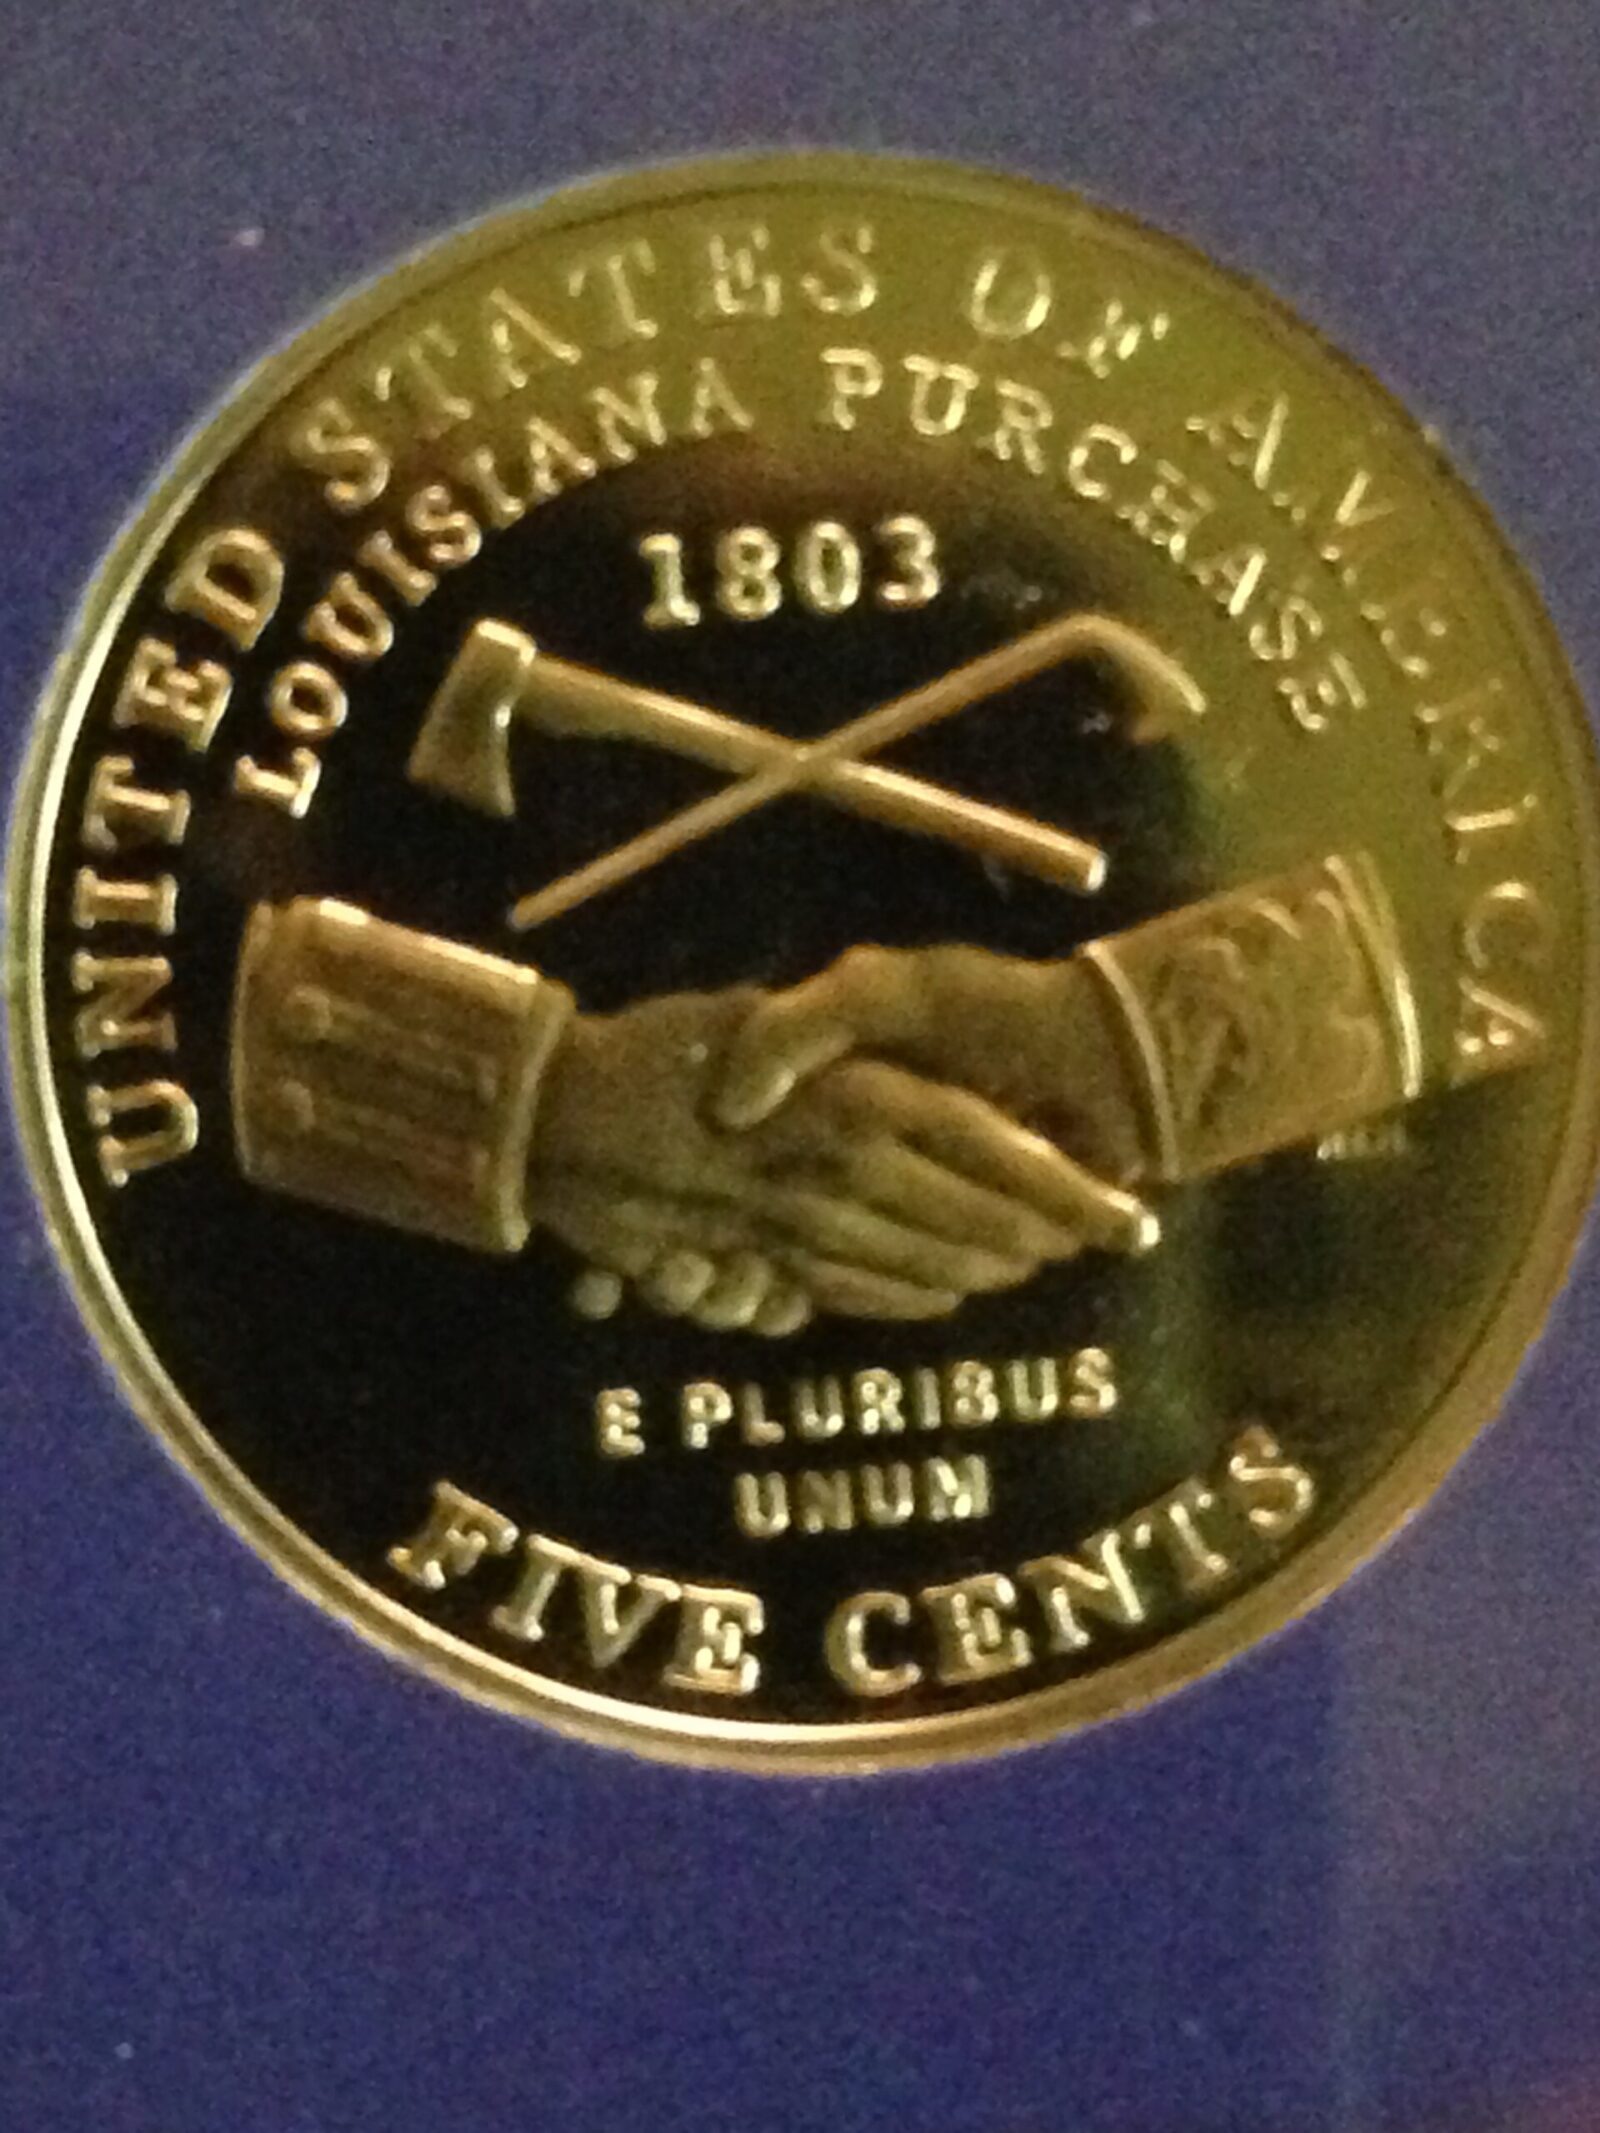 UNITED STATES OF AMERICA
LOUISIANA PURCHASE
1803
E PLURIBUS
UNUM
FIVE CENTS